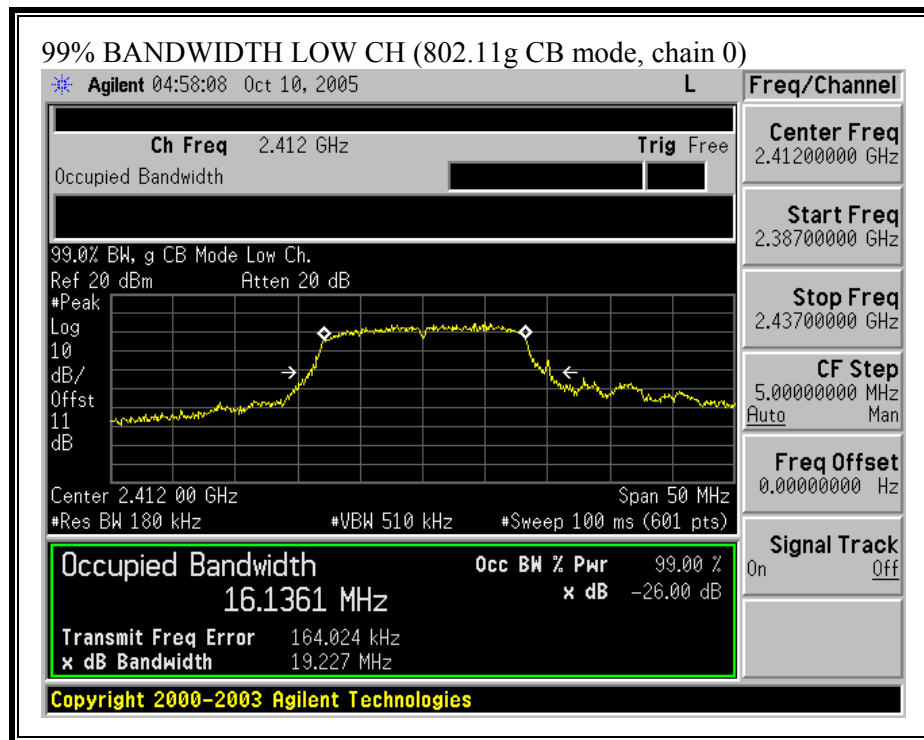 99% BANDWIDTH LOW CH (802.11g CB mode, chain 0)
Agilent 04:58:08 Oct 10, 2005 L
Freq/Channel
Ch Freq 2.412 GHz Trig Free
Occupied Bandwidth
Center Freq
2.41200000 GHz
Start Freq
2.38700000 GHz
Stop Freq
2.43700000 GHz
CF Step
5.00000000 MHz
Auto Man
Freq Offset
0.00000000 Hz
Signal Track
On Off
99.0% BW, g CB Mode Low Ch.
Ref 20 dBm Atten 20 dB
#Peak
Log
10
dB/
Offst
11
dB
Center 2.412 00 GHz Span 50 MHz
#Res BW 180 kHz #VBW 510 kHz #Sweep 100 ms (601 pts)
Occupied Bandwidth Occ BW % Pwr 99.00 %
16.1361 MHz x dB -26.00 dB
Transmit Freq Error 164.024 kHz
x dB Bandwidth 19.227 MHz
Copyright 2000-2003 Agilent Technologies